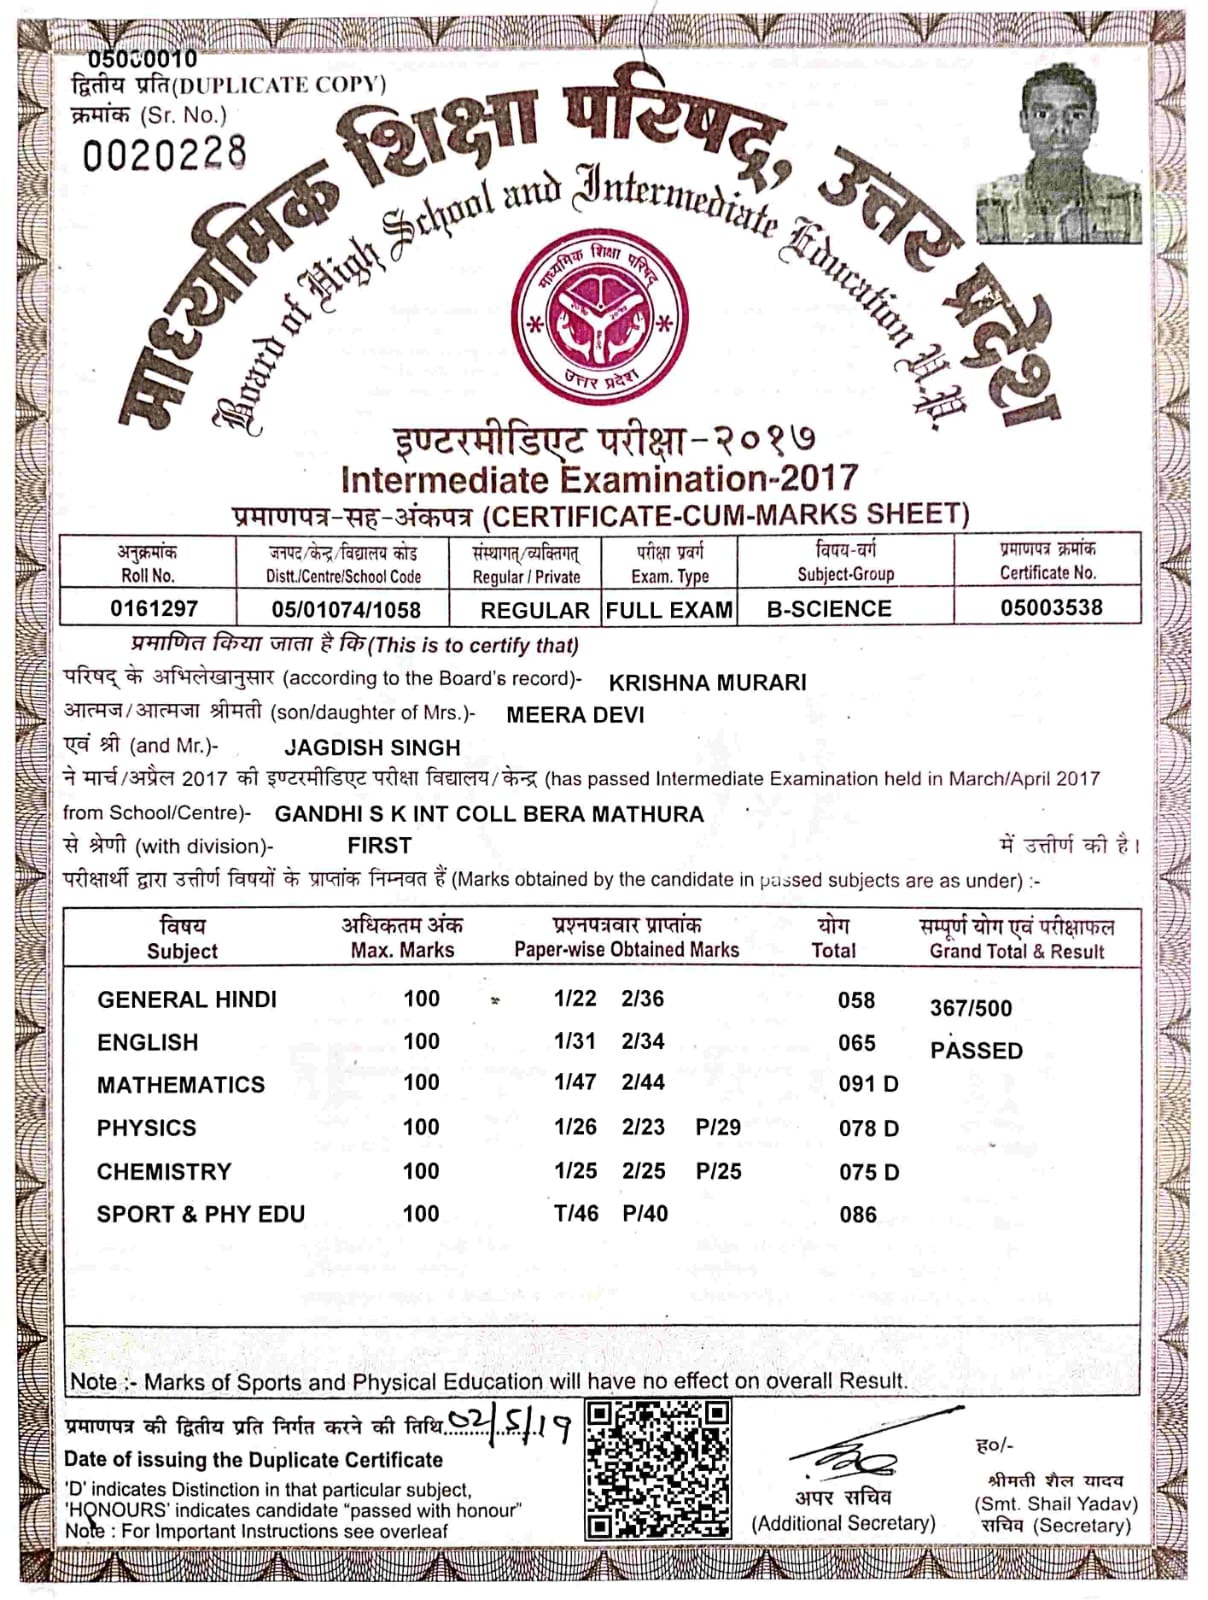 05000010
द्वितीय प्रति(DUPLICATE COPY)
क्रमांक (Sr. No.)
0020228
माध्यमिक शिक्षा परिषद्, उत्तर प्रदेश
Board of High School and Intermediate Education U.P.
माध्यमिक शिक्षा परिषद्
उत्तर प्रदेश
इण्टरमीडिएट परीक्षा-२०१७
Intermediate Examination-2017
प्रमाणपत्र-सह-अंकपत्र (CERTIFICATE-CUM-MARKS SHEET)
अनुक्रमांक जनपद/केन्द्र/विद्यालय कोड संस्थागत्/व्यक्तिगत् परीक्षा प्रवर्ग विषय-वर्ग प्रमाणपत्र क्रमांक
Roll No. Distt./Centre/School Code Regular / Private Exam. Type Subject-Group Certificate No.
0161297 05/01074/1058 REGULAR FULL EXAM B-SCIENCE 05003538
प्रमाणित किया जाता है कि (This is to certify that)
परिषद् के अभिलेखानुसार (according to the Board's record)- KRISHNA MURARI
आत्मज/आत्मजा श्रीमती (son/daughter of Mrs.)- MEERA DEVI
एवं श्री (and Mr.)- JAGDISH SINGH
ने मार्च/अप्रैल 2017 की इण्टरमीडिएट परीक्षा विद्यालय/केन्द्र (has passed Intermediate Examination held in March/April 2017
from School/Centre)- GANDHI S K INT COLL BERA MATHURA
से श्रेणी (with division)- FIRST में उत्तीर्ण की है।
परीक्षार्थी द्वारा उत्तीर्ण विषयों के प्राप्तांक निम्नवत हैं (Marks obtained by the candidate in passed subjects are as under) :-
विषय अधिकतम अंक प्रश्नपत्रवार प्राप्तांक योग सम्पूर्ण योग एवं परीक्षाफल
Subject Max. Marks Paper-wise Obtained Marks Total Grand Total & Result
GENERAL HINDI 100 1/22 2/36 058 367/500
ENGLISH 100 1/31 2/34 065 PASSED
MATHEMATICS 100 1/47 2/44 091 D
PHYSICS 100 1/26 2/23 P/29 078 D
CHEMISTRY 100 1/25 2/25 P/25 075 D
SPORT & PHY EDU 100 T/46 P/40 086
Note :- Marks of Sports and Physical Education will have no effect on overall Result.
प्रमाणपत्र की द्वितीय प्रति निर्गत करने की तिथि 02/5/19
Date of issuing the Duplicate Certificate
'D' indicates Distinction in that particular subject,
'HONOURS' indicates candidate "passed with honour"
Note : For Important Instructions see overleaf
अपर सचिव
(Additional Secretary)
ह०/-
श्रीमती शैल यादव
(Smt. Shail Yadav)
सचिव (Secretary)